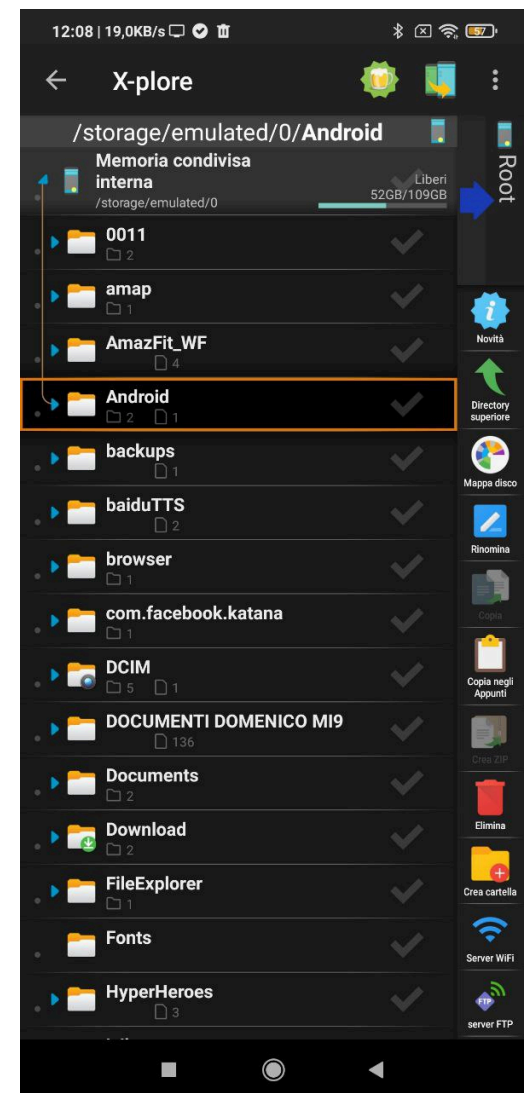 12:08 | 19,0KB/s
57
X-plore
/storage/emulated/0/Android
Root
Memoria condivisa
interna
/storage/emulated/0
Liberi
52GB/109GB
0011
2
amap
1
AmazFit_WF
4
Android
2 1
backups
1
baiduTTS
2
browser
1
com.facebook.katana
1
DCIM
5 1
DOCUMENTI DOMENICO MI9
136
Documents
2
Download
2
FileExplorer
1
Fonts
HyperHeroes
3
Novità
Directory
superiore
Mappa disco
Rinomina
Copia
Copia negli
Appunti
Crea ZIP
Elimina
Crea cartella
Server WiFi
FTP
server FTP